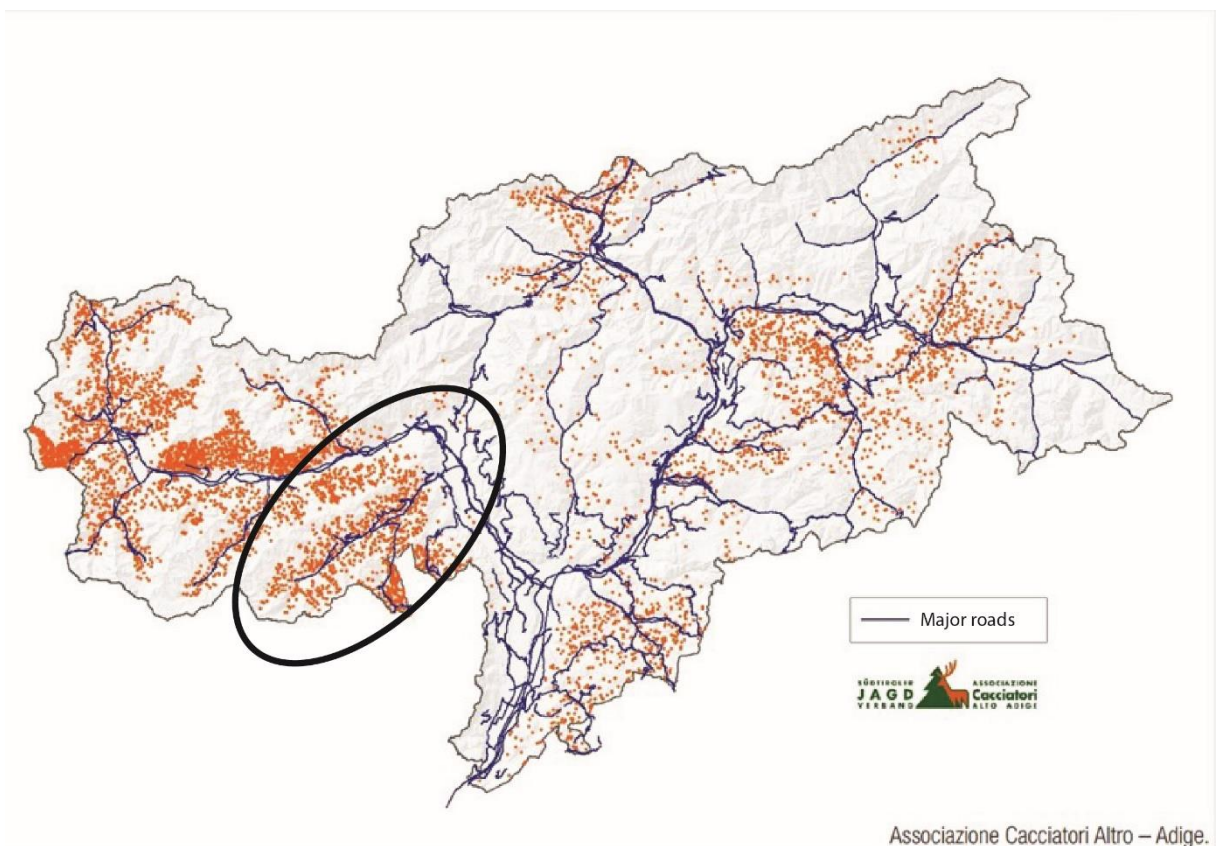 Major roads
SÜDTIROLER
JAGD
VERBAND
ASSOCIAZIONE
Cacciatori
ALTO ADIGE
Associazione Cacciatori Altro – Adige.